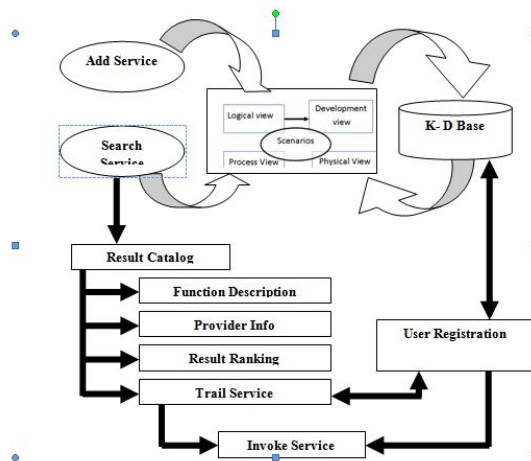 Add Service
Logical view
Development
view
Scenarios
Process View
Physical View
K- D Base
Search
Service
Result Catalog
Function Description
Provider Info
Result Ranking
Trail Service
User Registration
Invoke Service